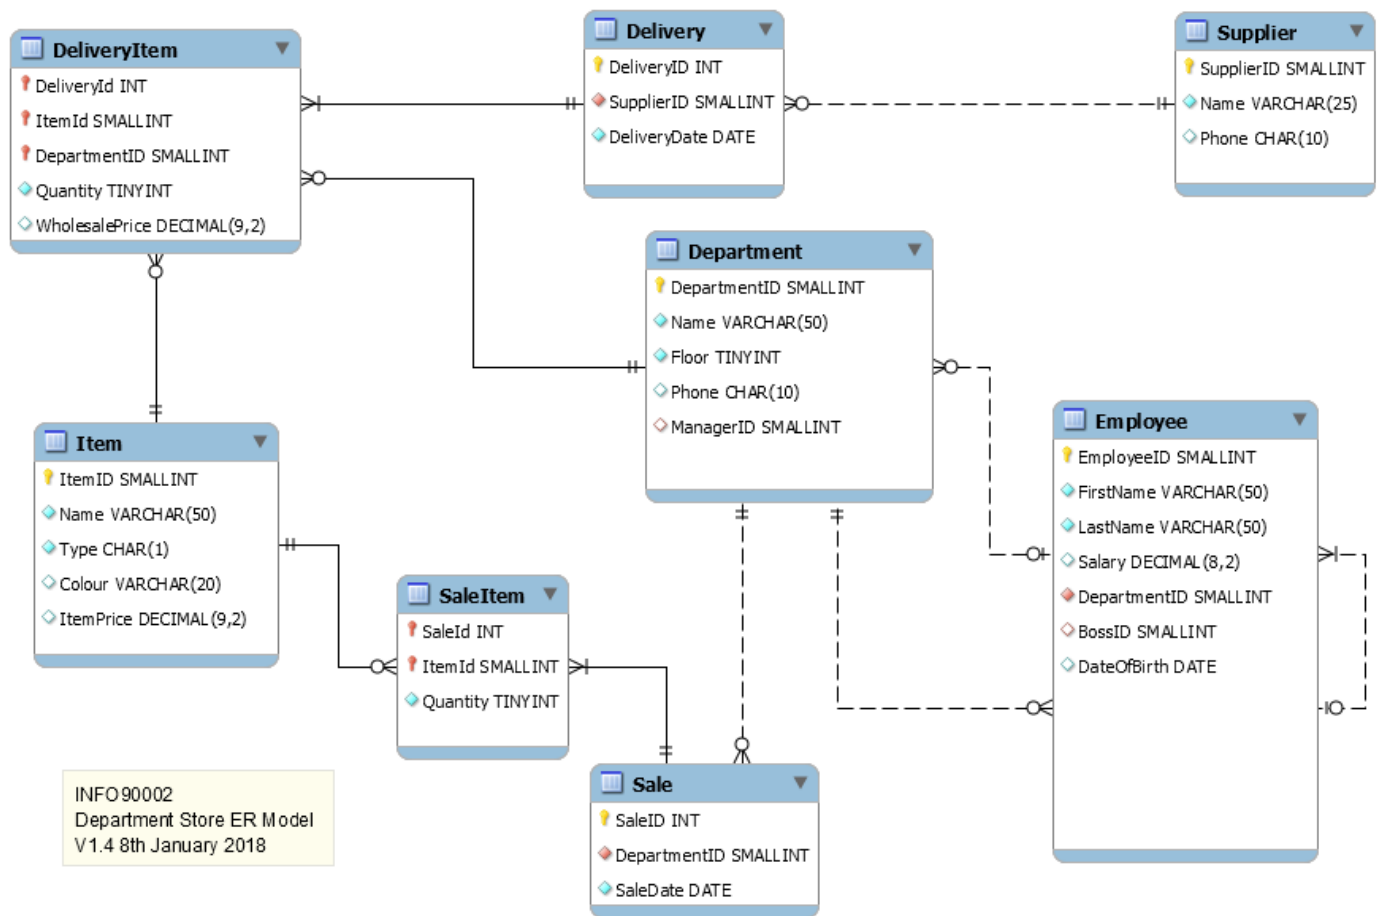 DeliveryItem
DeliveryId INT
ItemId SMALLINT
DepartmentID SMALLINT
Quantity TINYINT
WholesalePrice DECIMAL(9,2)
Delivery
DeliveryID INT
SupplierID SMALLINT
DeliveryDate DATE
Supplier
SupplierID SMALLINT
Name VARCHAR(25)
Phone CHAR(10)
Department
DepartmentID SMALLINT
Name VARCHAR(50)
Floor TINYINT
Phone CHAR(10)
ManagerID SMALLINT
Employee
EmployeeID SMALLINT
FirstName VARCHAR(50)
LastName VARCHAR(50)
Salary DECIMAL(8,2)
DepartmentID SMALLINT
BossID SMALLINT
DateOfBirth DATE
Item
ItemID SMALLINT
Name VARCHAR(50)
Type CHAR(1)
Colour VARCHAR(20)
ItemPrice DECIMAL(9,2)
SaleItem
SaleId INT
ItemId SMALLINT
Quantity TINYINT
Sale
SaleID INT
DepartmentID SMALLINT
SaleDate DATE
INFO90002
Department Store ER Model
V1.4 8th January 2018